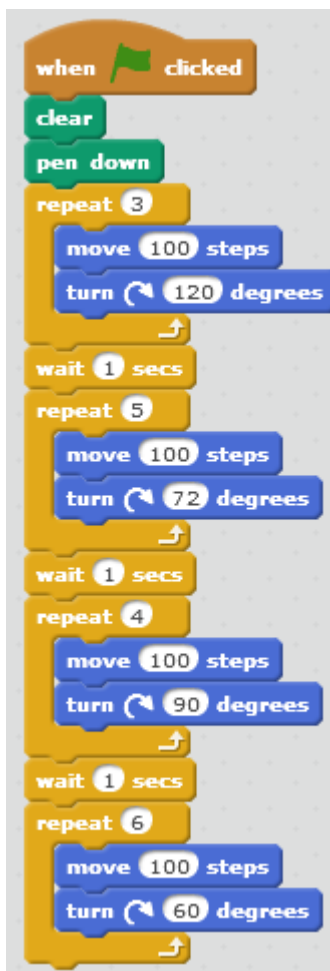 when clicked
clear
pen down
repeat 3
move 100 steps
turn 120 degrees
wait 1 secs
repeat 5
move 100 steps
turn 72 degrees
wait 1 secs
repeat 4
move 100 steps
turn 90 degrees
wait 1 secs
repeat 6
move 100 steps
turn 60 degrees